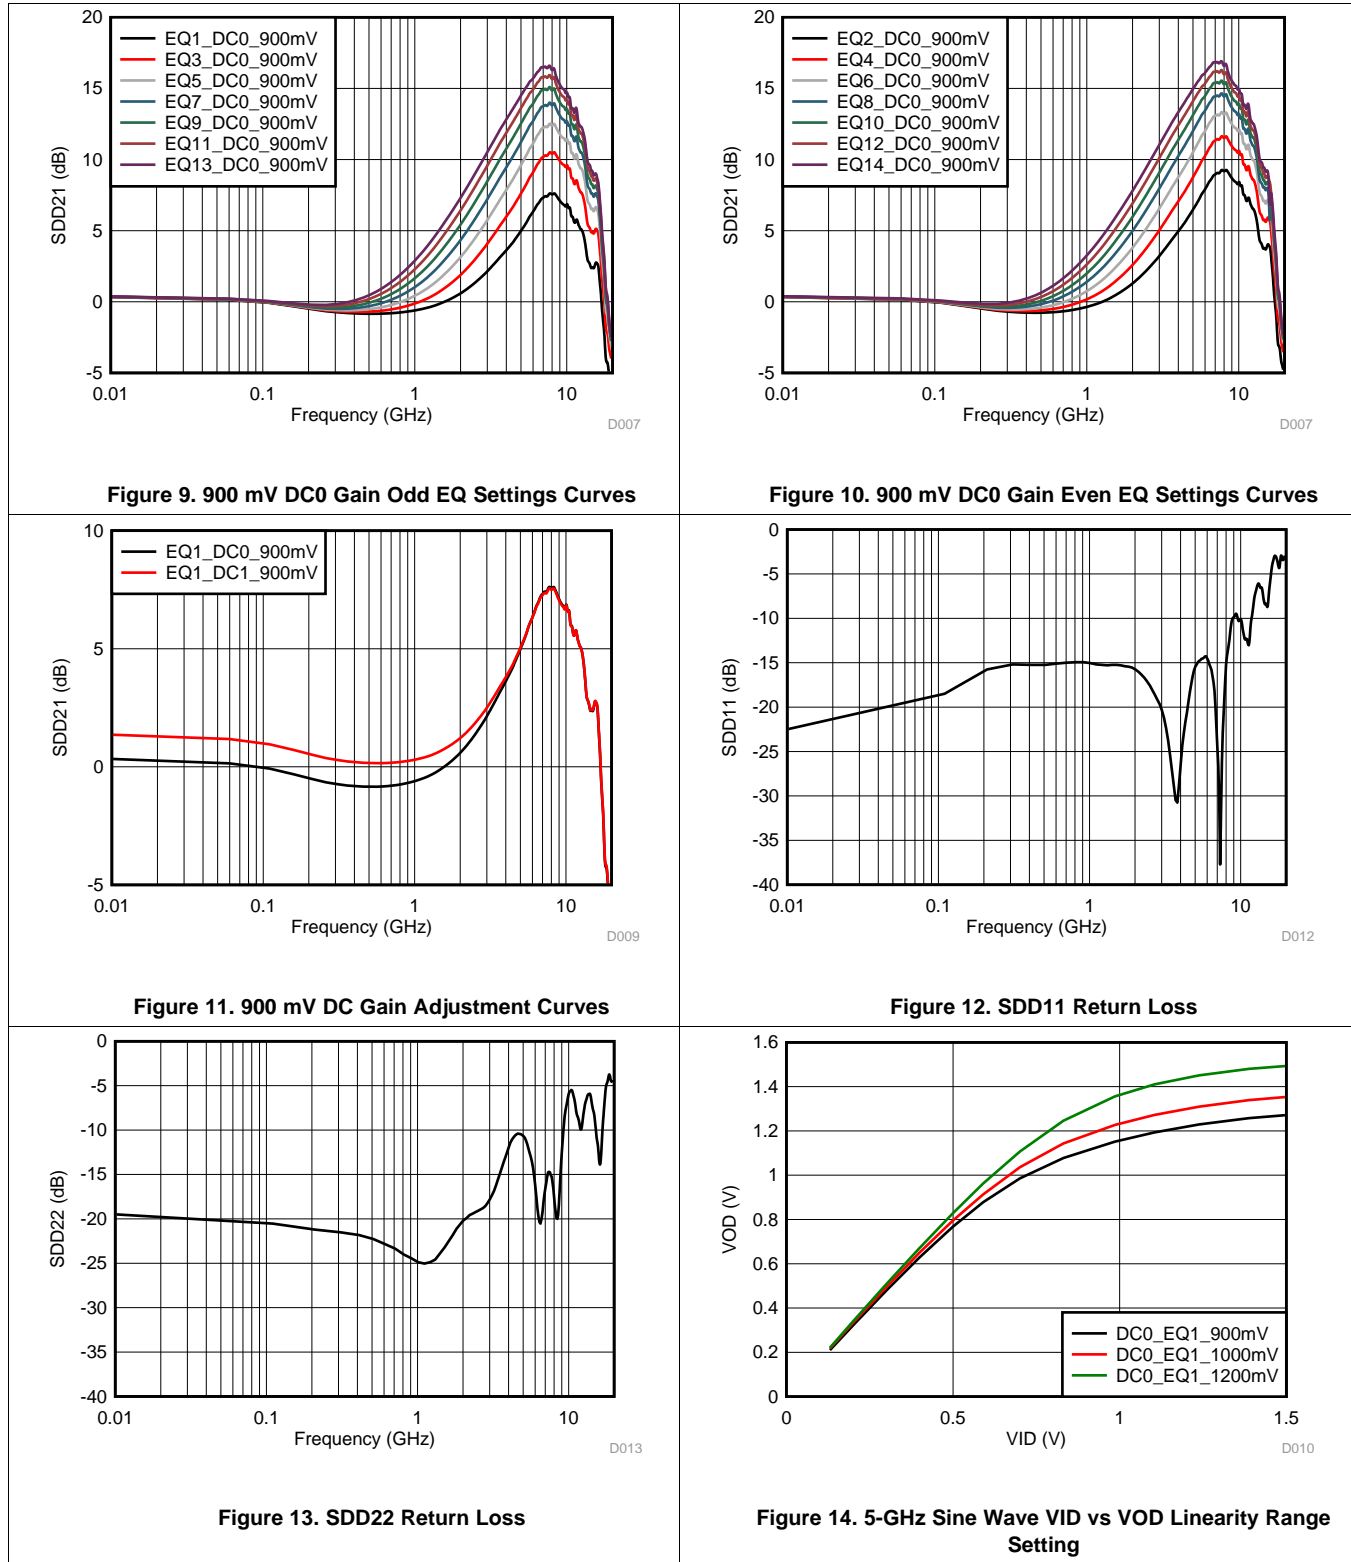 20
15
10
5
0
-5
SDD21 (dB)
EQ1_DC0_900mV
EQ3_DC0_900mV
EQ5_DC0_900mV
EQ7_DC0_900mV
EQ9_DC0_900mV
EQ11_DC0_900mV
EQ13_DC0_900mV
0.01 0.1 1 10
Frequency (GHz)
D007
Figure 9. 900 mV DC0 Gain Odd EQ Settings Curves
20
15
10
5
0
-5
SDD21 (dB)
EQ2_DC0_900mV
EQ4_DC0_900mV
EQ6_DC0_900mV
EQ8_DC0_900mV
EQ10_DC0_900mV
EQ12_DC0_900mV
EQ14_DC0_900mV
0.01 0.1 1 10
Frequency (GHz)
D007
Figure 10. 900 mV DC0 Gain Even EQ Settings Curves
10
5
0
-5
SDD21 (dB)
EQ1_DC0_900mV
EQ1_DC1_900mV
0.01 0.1 1 10
Frequency (GHz)
D009
Figure 11. 900 mV DC Gain Adjustment Curves
0
-5
-10
-15
-20
-25
-30
-35
-40
SDD11 (dB)
0.01 0.1 1 10
Frequency (GHz)
D012
Figure 12. SDD11 Return Loss
0
-5
-10
-15
-20
-25
-30
-35
-40
SDD22 (dB)
0.01 0.1 1 10
Frequency (GHz)
D013
Figure 13. SDD22 Return Loss
1.6
1.4
1.2
1
0.8
0.6
0.4
0.2
0
VOD (V)
DC0_EQ1_900mV
DC0_EQ1_1000mV
DC0_EQ1_1200mV
0 0.5 1 1.5
VID (V)
D010
Figure 14. 5-GHz Sine Wave VID vs VOD Linearity Range
Setting